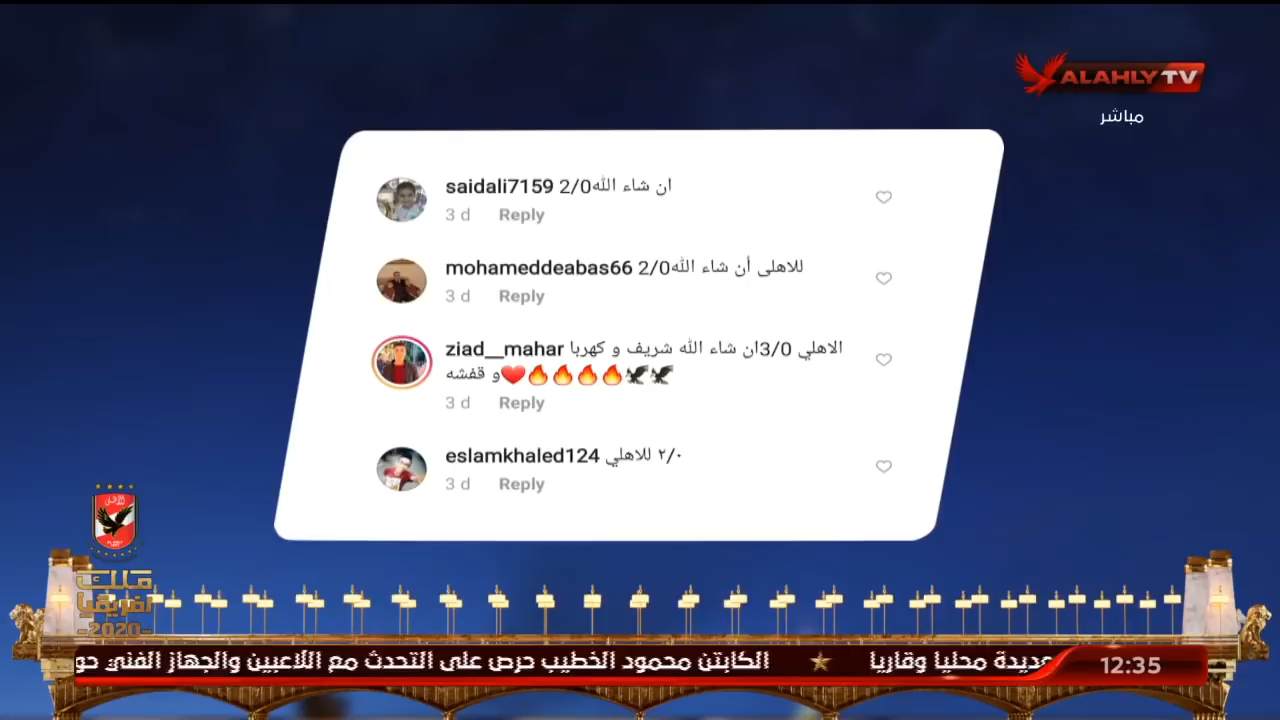 ALAHLY TV
مباشر
saidali7159 ان شاء الله2/0
3 d Reply
mohameddeabas66 للاهلى أن شاء الله2/0
3 d Reply
ziad__mahar الاهلي 3/0ان شاء الله شريف و كهربا
و قفشه❤️🔥🔥🔥🔥🦅🦅
3 d Reply
eslamkhaled124 ٢/٠ للاهلي
3 d Reply
ملك
افريقيا
-2020-
عديدة محليا وقاريا ★ الكابتن محمود الخطيب حرص على التحدث مع اللاعبين والجهاز الفني حو
12:35